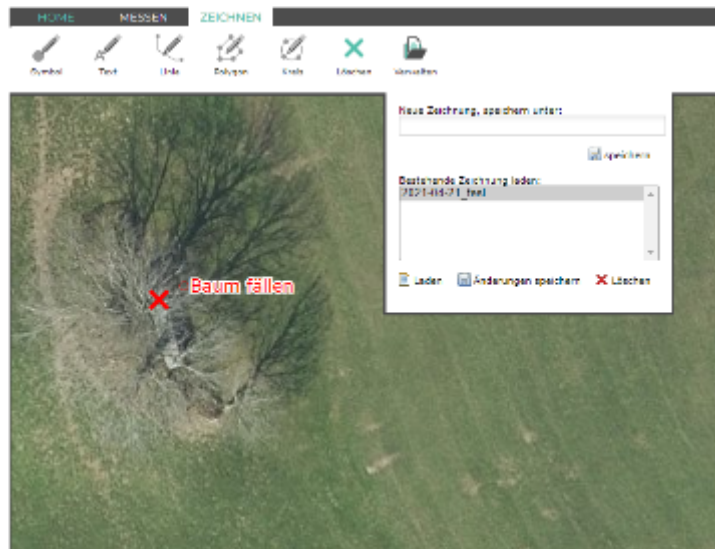 HOME MESSEN ZEICHNEN
Symbol Text Linie Polygon Kreis Löschen Verwalten
Neue Zeichnung, speichern unter:
speichern
Bestehende Zeichnung laden:
Baum fällen
Laden Änderungen speichern Löschen